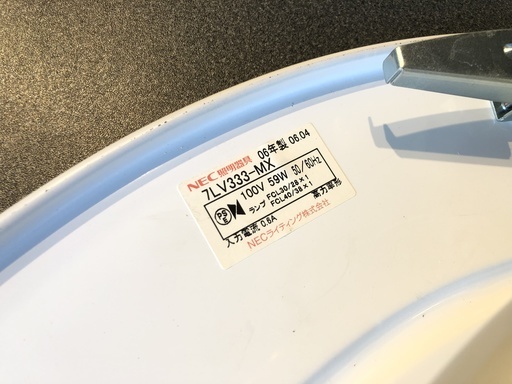 NEC 照明器具 06年製 06.04
7LV333-MX
100V 59W 50/60Hz
ランプ FCL30/28×1
FCL40/38×1
高力率形
入力電流 0.6A
NECライティング株式会社